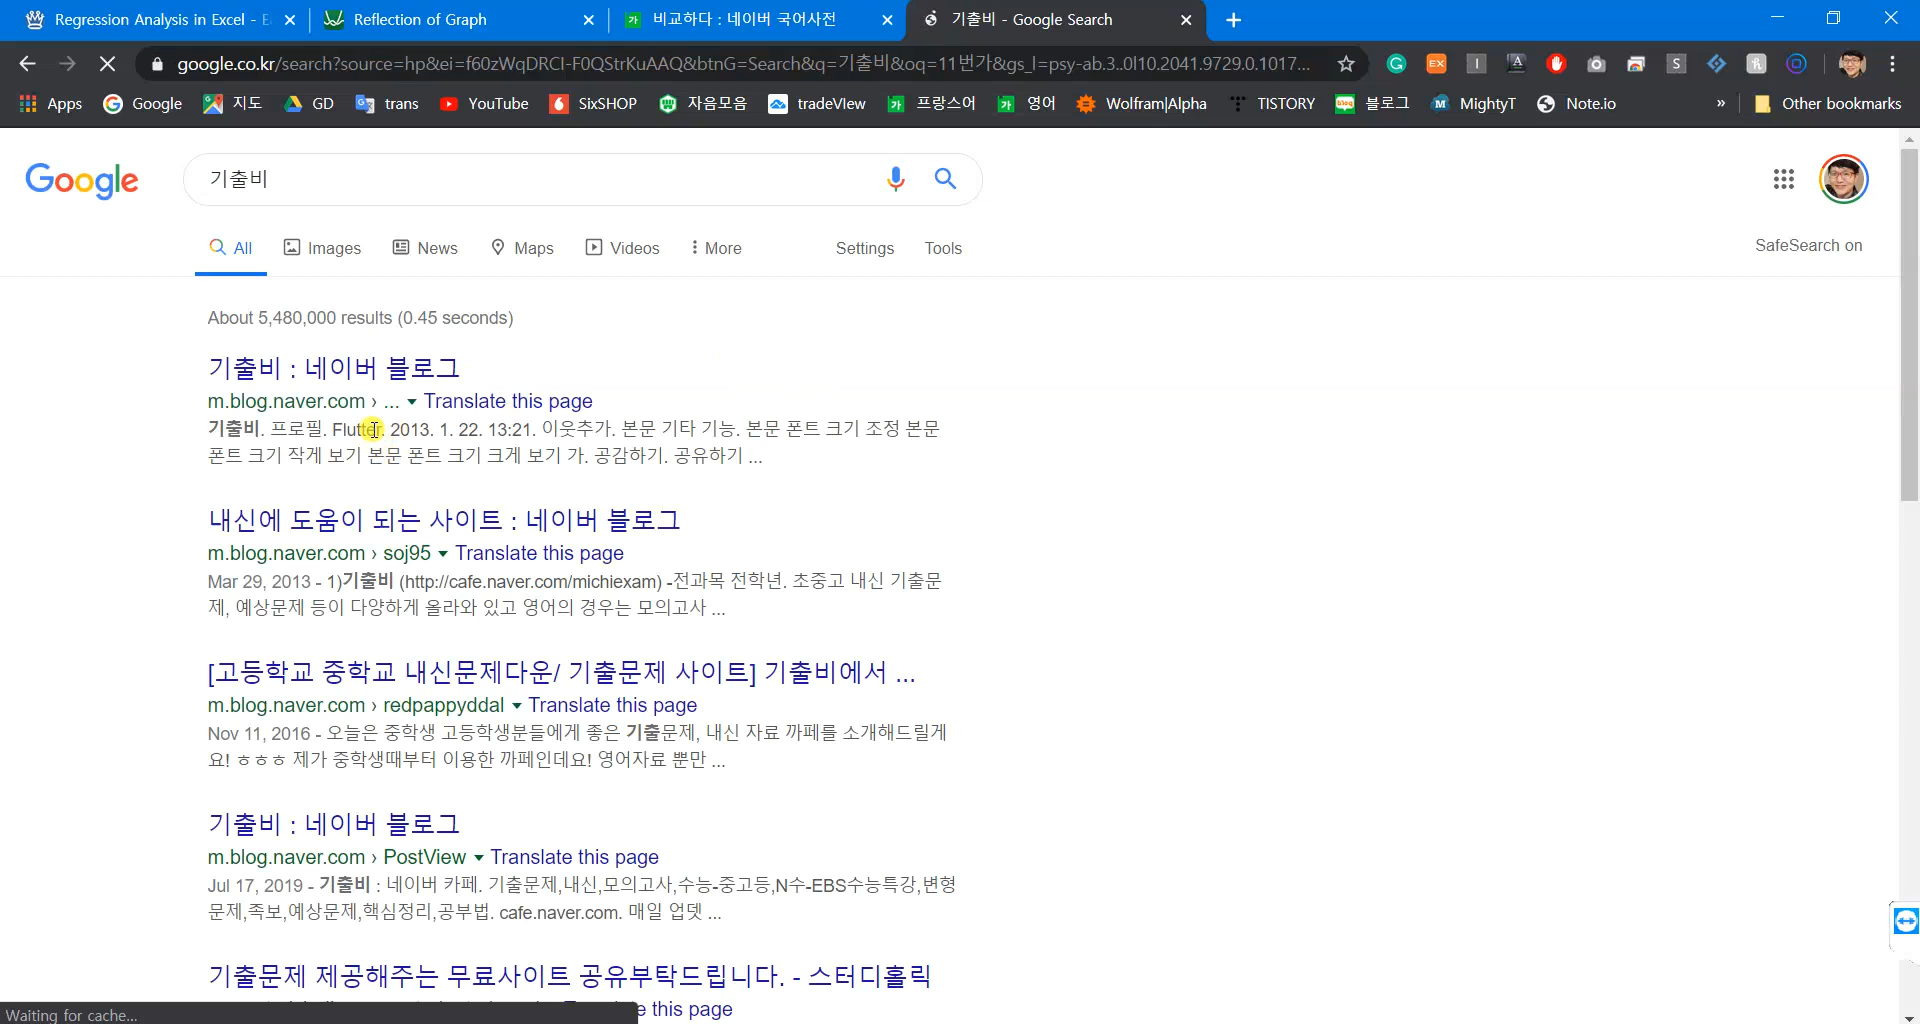 Regression Analysis in Excel - E
Reflection of Graph
비교하다 : 네이버 국어사전
기출비 - Google Search
google.co.kr/search?source=hp&ei=f60zWqDRCI-F0QStrKuAAQ&btnG=Search&q=기출비&oq=11번가&gs_l=psy-ab.3..0l10.2041.9729.0.1017...
Apps
Google
지도
GD
trans
YouTube
SixSHOP
자음모음
tradeVIew
프랑스어
영어
Wolfram|Alpha
TISTORY
블로그
MightyT
Note.io
»
Other bookmarks
Google
기출비
All
Images
News
Maps
Videos
More
Settings
Tools
SafeSearch on
About 5,480,000 results (0.45 seconds)
기출비 : 네이버 블로그
m.blog.naver.com › ... Translate this page
기출비. 프로필. Flutter. 2013. 1. 22. 13:21. 이웃추가. 본문 기타 기능. 본문 폰트 크기 조정 본문
폰트 크기 작게 보기 본문 폰트 크기 크게 보기 가. 공감하기. 공유하기 ...
내신에 도움이 되는 사이트 : 네이버 블로그
m.blog.naver.com › soj95 Translate this page
Mar 29, 2013 - 1)기출비 (http://cafe.naver.com/michiexam) -전과목 전학년. 초중고 내신 기출문
제, 예상문제 등이 다양하게 올라와 있고 영어의 경우는 모의고사 ...
[고등학교 중학교 내신문제다운/ 기출문제 사이트] 기출비에서 ...
m.blog.naver.com › redpappyddal Translate this page
Nov 11, 2016 - 오늘은 중학생 고등학생분들에게 좋은 기출문제, 내신 자료 까페를 소개해드릴게
요! ㅎㅎㅎ 제가 중학생때부터 이용한 까페인데요! 영어자료 뿐만 ...
기출비 : 네이버 블로그
m.blog.naver.com › PostView Translate this page
Jul 17, 2019 - 기출비 : 네이버 카페. 기출문제,내신,모의고사,수능-중고등,N수-EBS수능특강,변형
문제,족보,예상문제,핵심정리,공부법. cafe.naver.com. 매일 업뎃 ...
기출문제 제공해주는 무료사이트 공유부탁드립니다. - 스터디홀릭
this page
Waiting for cache...